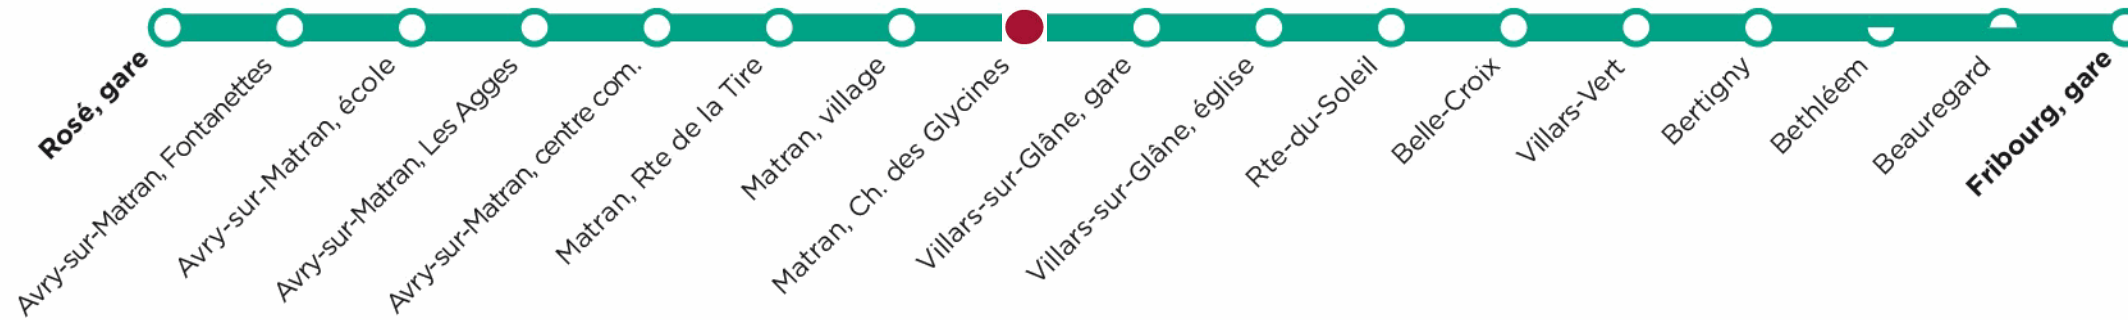 Rosé, gare
Avry-sur-Matran, Fontanettes
Avry-sur-Matran, école
Avry-sur-Matran, Les Agges
Avry-sur-Matran, centre com.
Matran, Rte de la Tire
Matran, village
Matran, Ch. des Glycines
Villars-sur-Glâne, gare
Villars-sur-Glâne, église
Rte-du-Soleil
Belle-Croix
Villars-Vert
Bertigny
Bethléem
Beauregard
Fribourg, gare